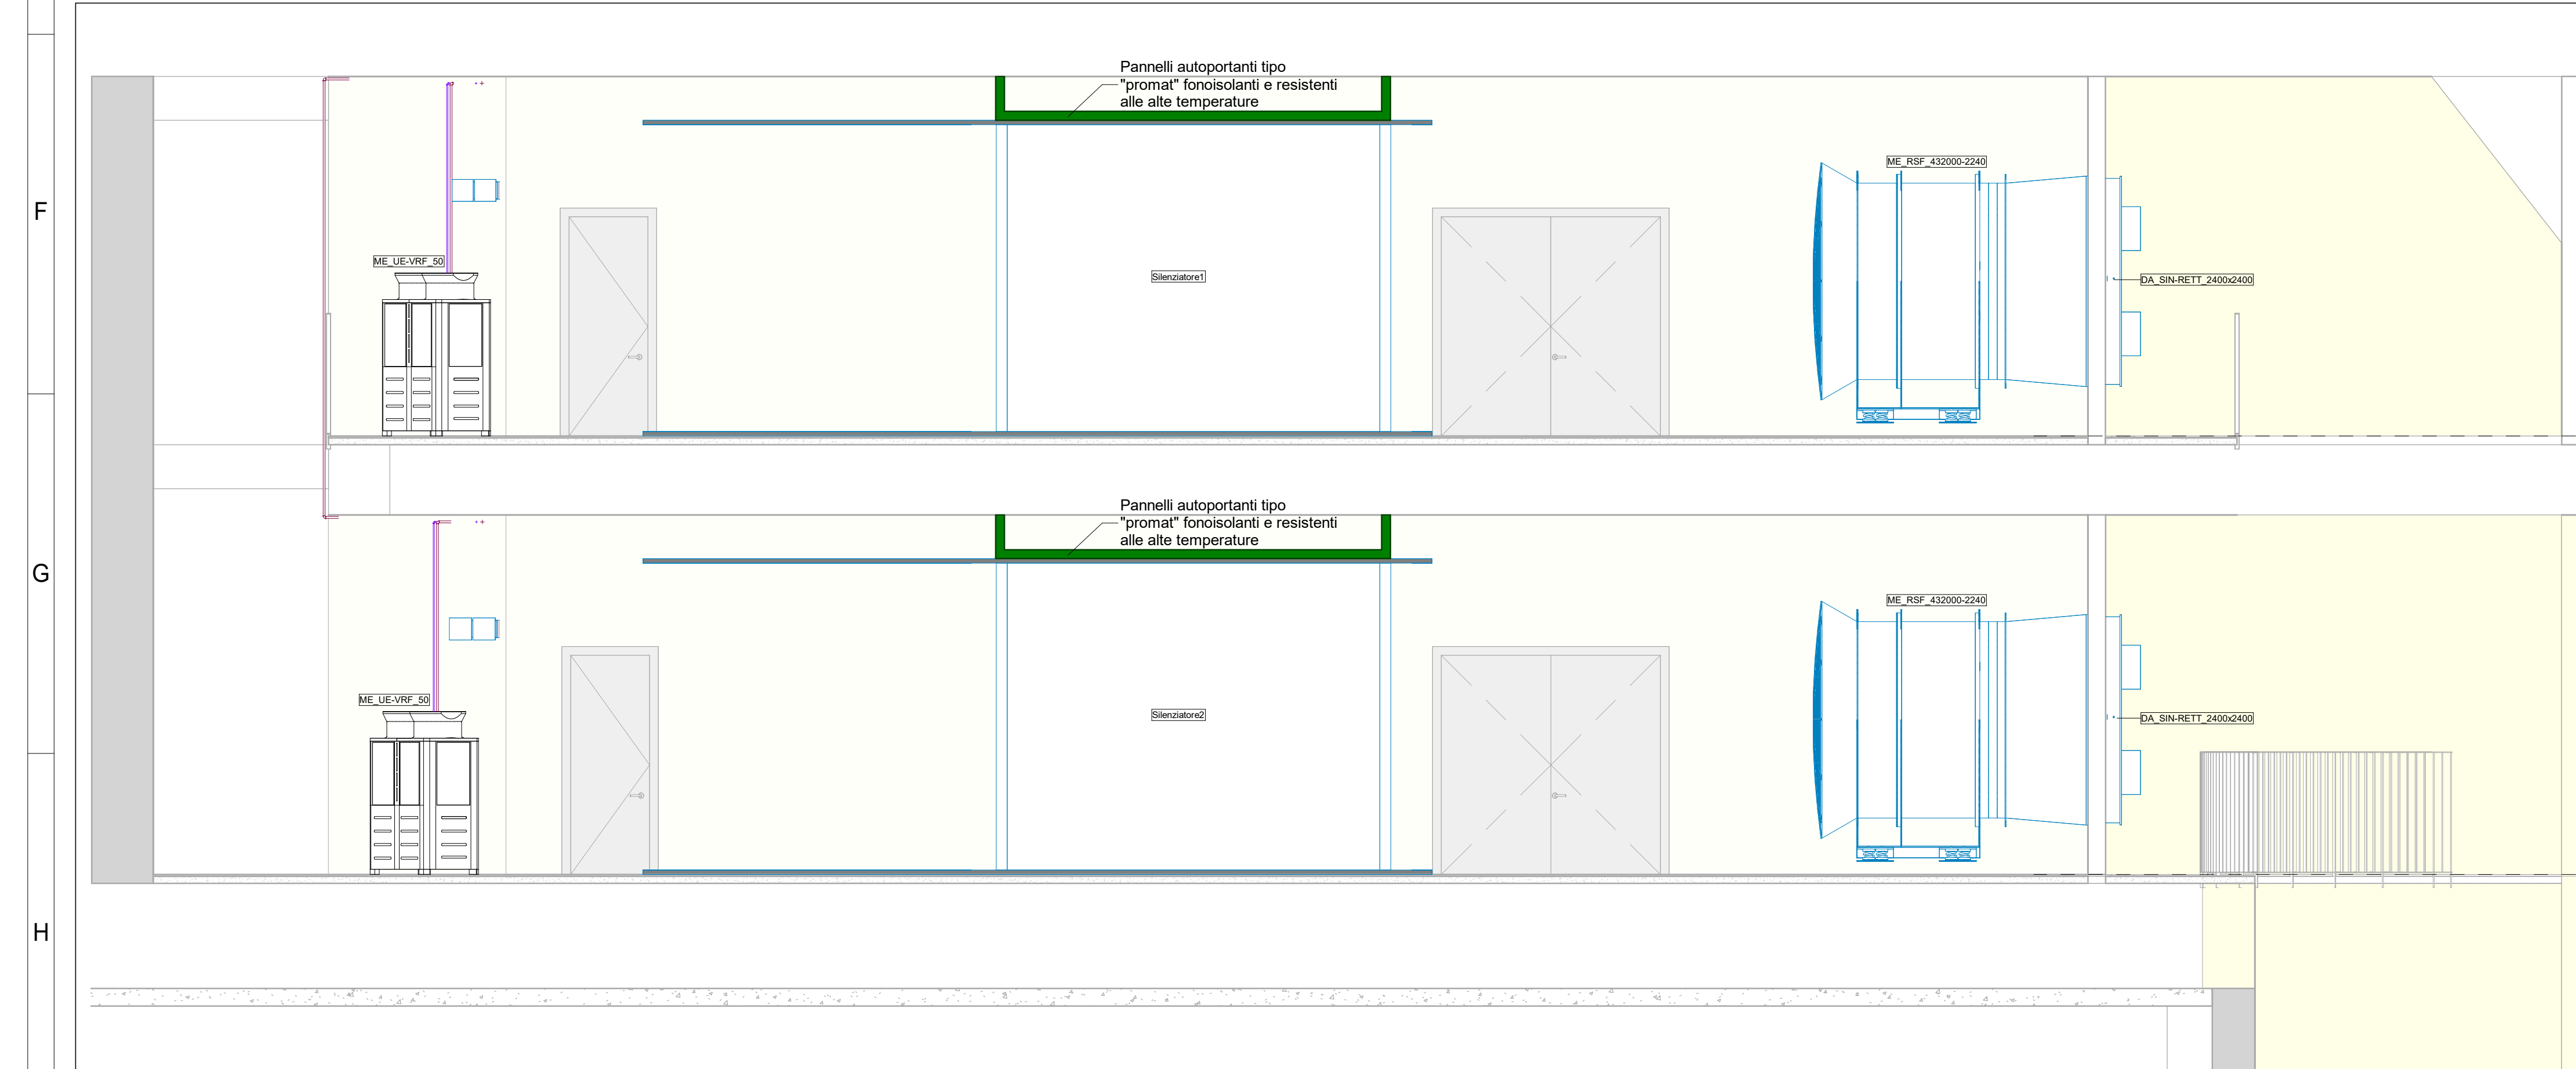 F
Pannelli autoportanti tipo
"promat" fonoisolanti e resistenti
alle alte temperature
ME_RSF_432000-2240
ME_UE-VRF_50
Silenziatore1
DA_SIN-RETT_2400x2400
G
Pannelli autoportanti tipo
"promat" fonoisolanti e resistenti
alle alte temperature
ME_RSF_432000-2240
ME_UE-VRF_50
Silenziatore2
DA_SIN-RETT_2400x2400
H